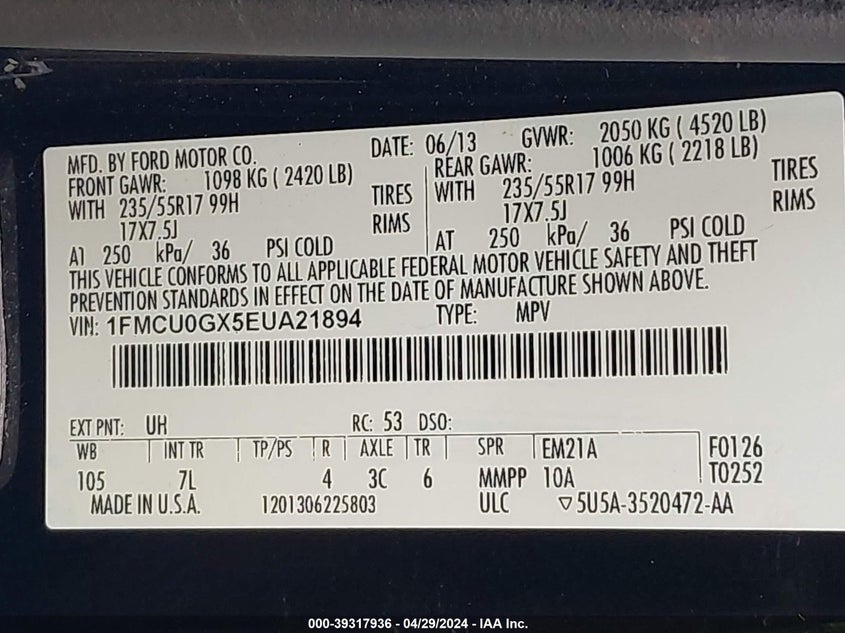 MFD. BY FORD MOTOR CO. DATE: 06/13 GVWR: 2050 KG ( 4520 LB)
FRONT GAWR: 1098 KG ( 2420 LB) REAR GAWR: 1006 KG ( 2218 LB)
WITH 235/55R17 99H TIRES WITH 235/55R17 99H TIRES
17X7.5J RIMS 17X7.5J RIMS
AT 250 kPa/ 36 PSI COLD AT 250 kPa/ 36 PSI COLD
THIS VEHICLE CONFORMS TO ALL APPLICABLE FEDERAL MOTOR VEHICLE SAFETY AND THEFT
PREVENTION STANDARDS IN EFFECT ON THE DATE OF MANUFACTURE SHOWN ABOVE.
VIN: 1FMCU0GX5EUA21894 TYPE: MPV
EXT PNT: UH RC: 53 DSO:
WB INT TR TP/PS R AXLE TR SPR EM21A F0126
105 7L 4 3C 6 MMPP 10A T0252
MADE IN U.S.A. 1201306225803 ULC ▽5U5A-3520472-AA
000-39317936 - 04/29/2024 - IAA Inc.